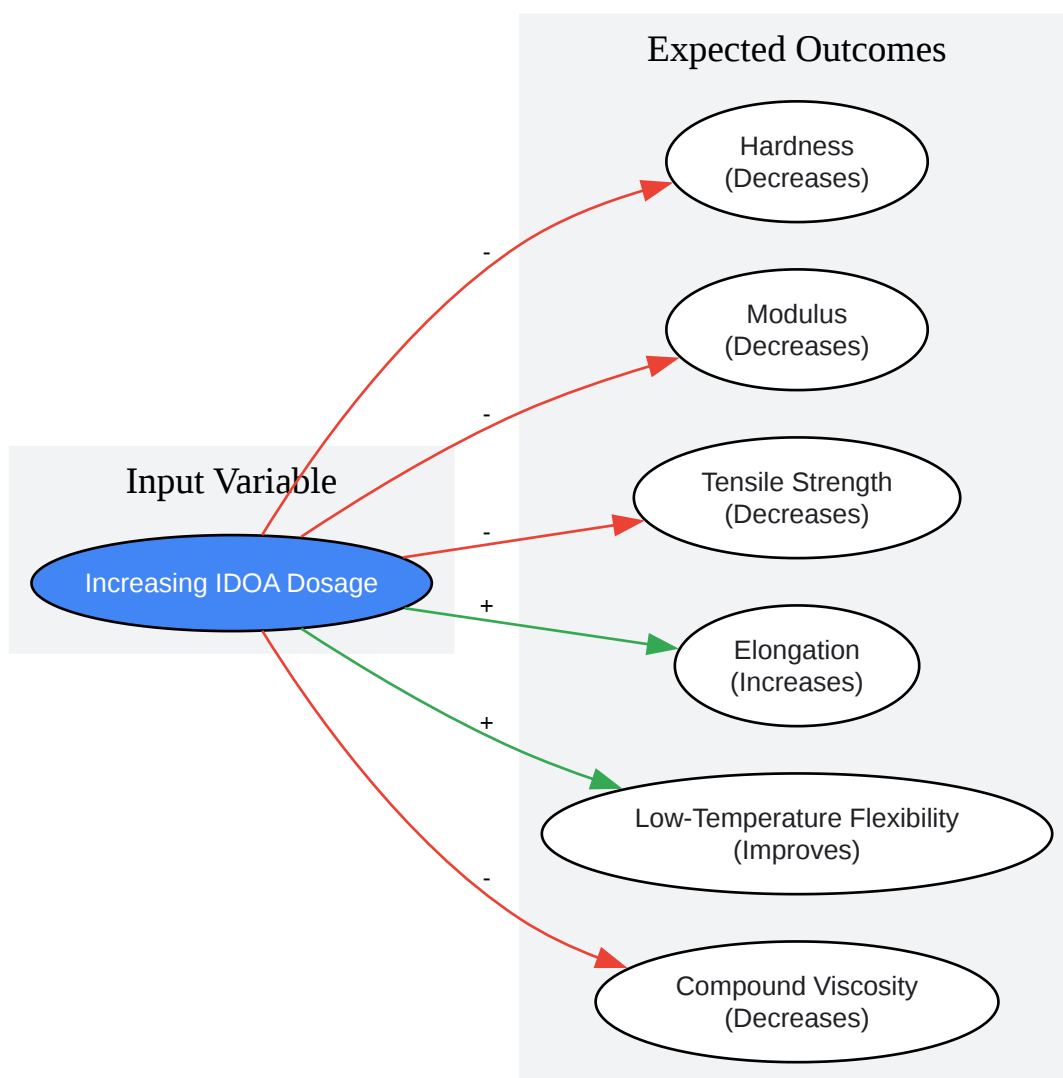 Expected Outcomes
Hardness
(Decreases)
-
Modulus
(Decreases)
-
Input Variable
Tensile Strength
(Decreases)
-
Increasing IDOA Dosage
+
Elongation
(Increases)
+
Low-Temperature Flexibility
(Improves)
-
Compound Viscosity
(Decreases)